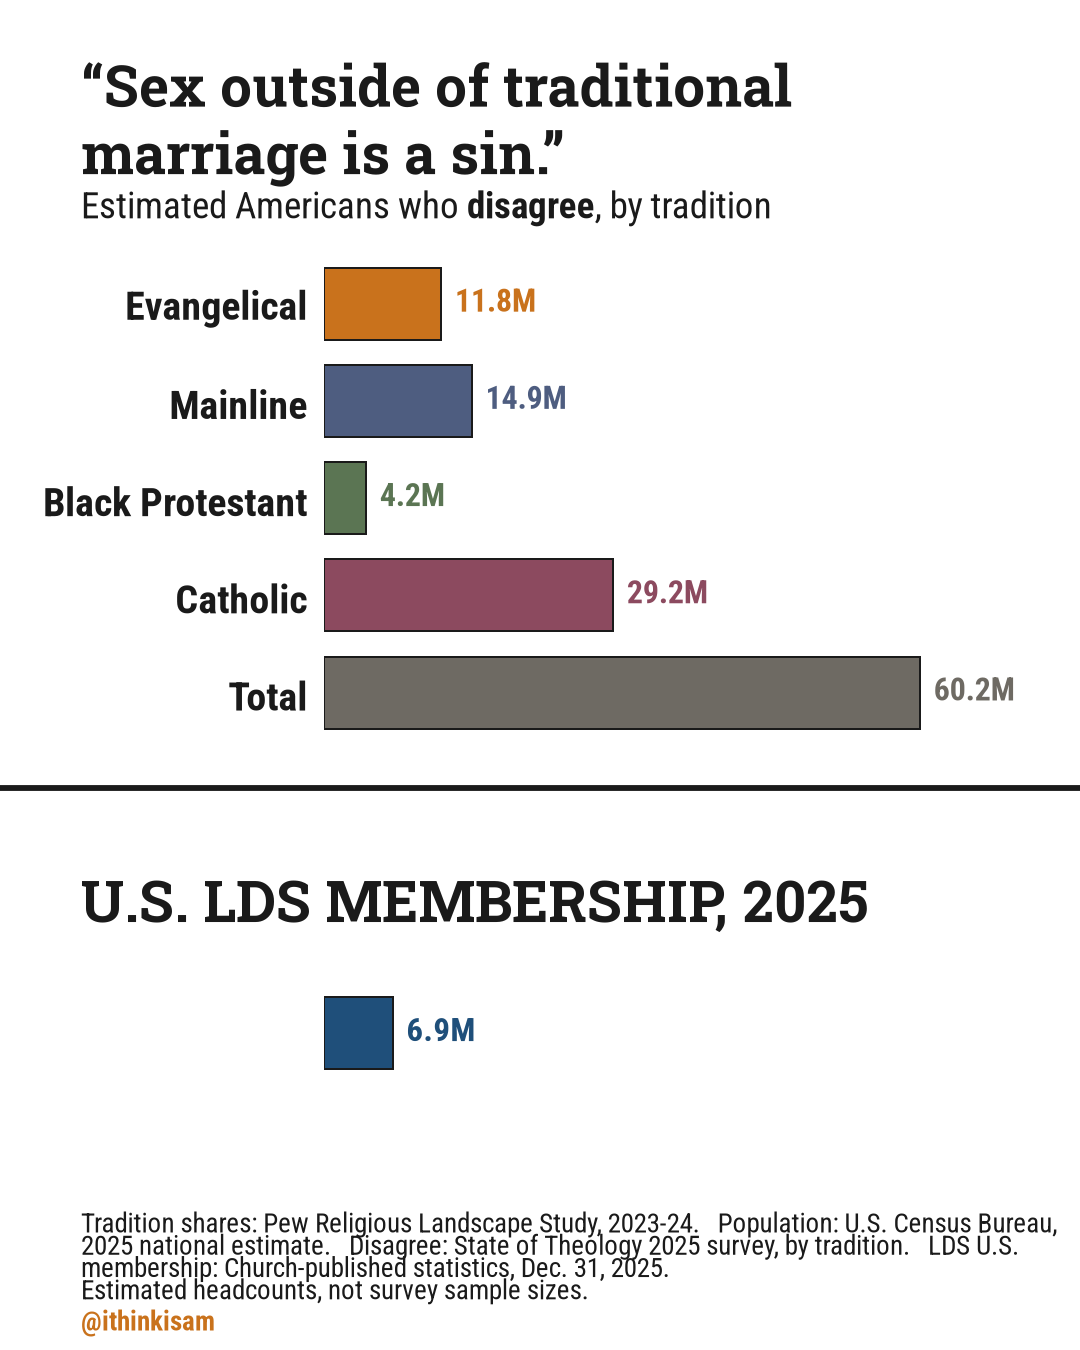 “Sex outside of traditional
marriage is a sin.”
Estimated Americans who disagree, by tradition
Evangelical 11.8M
Mainline 14.9M
Black Protestant 4.2M
Catholic 29.2M
Total 60.2M
U.S. LDS MEMBERSHIP, 2025
6.9M
Tradition shares: Pew Religious Landscape Study, 2023-24. Population: U.S. Census Bureau,
2025 national estimate. Disagree: State of Theology 2025 survey, by tradition. LDS U.S.
membership: Church-published statistics, Dec. 31, 2025.
Estimated headcounts, not survey sample sizes.
@ithinkisam